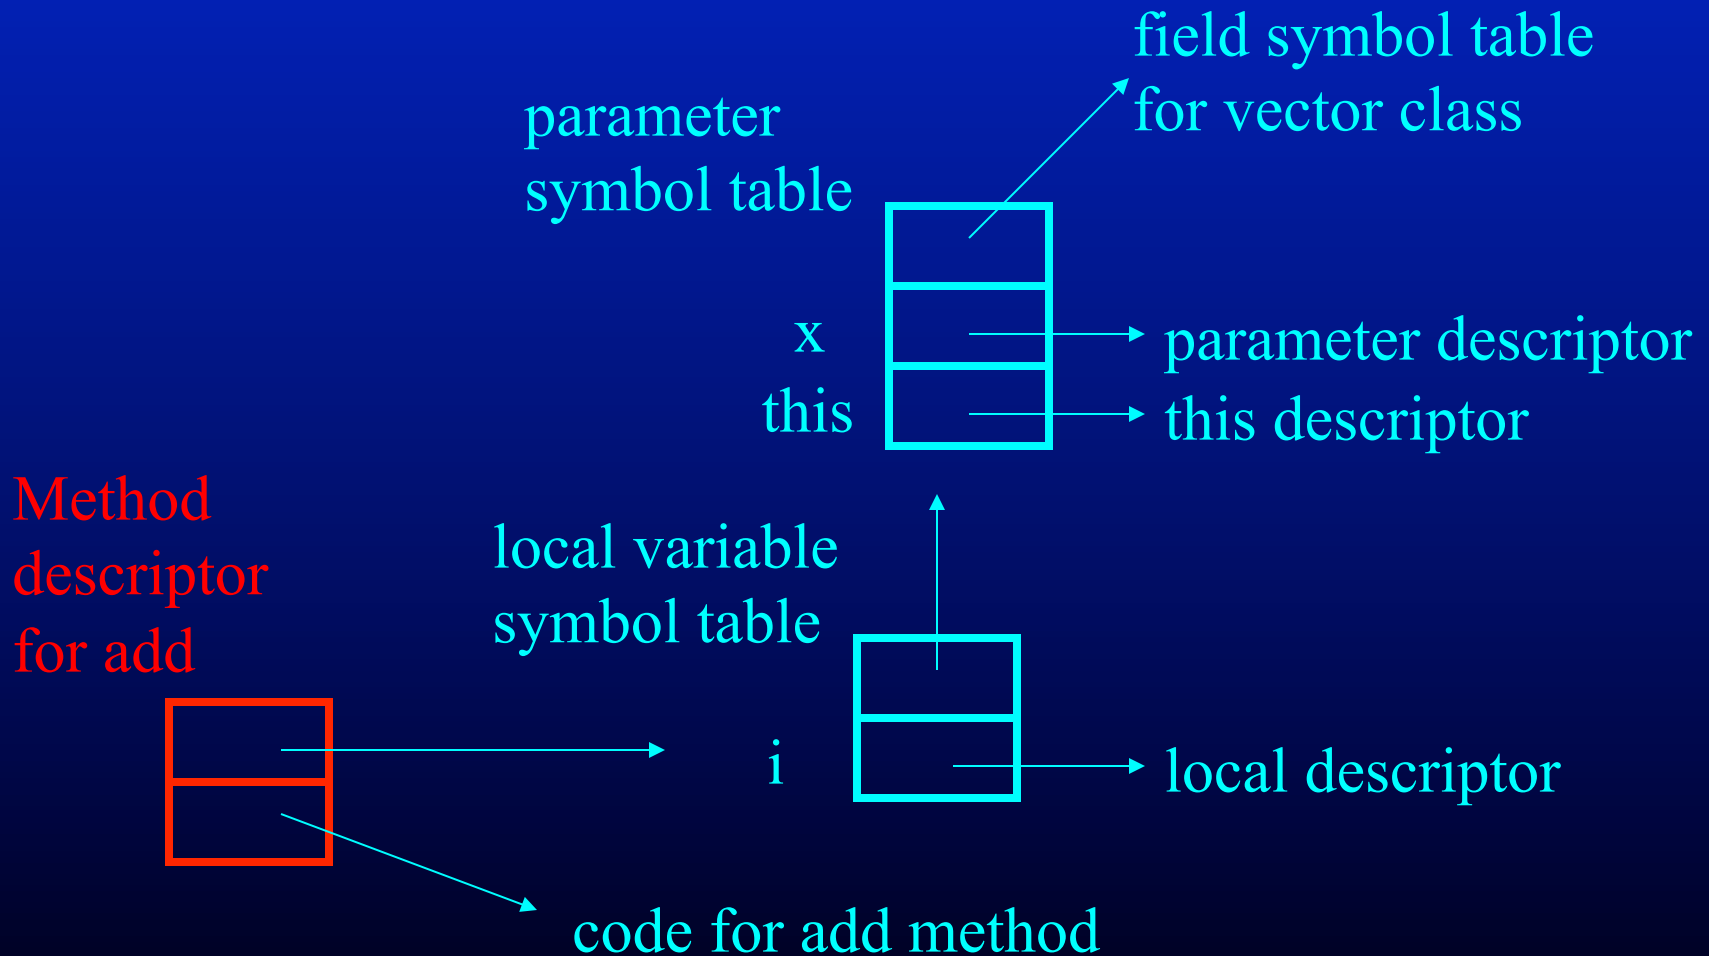 field symbol table
for vector class
parameter
symbol table
x
parameter descriptor
this
this descriptor
Method
descriptor
for add
local variable
symbol table
i
local descriptor
code for add method